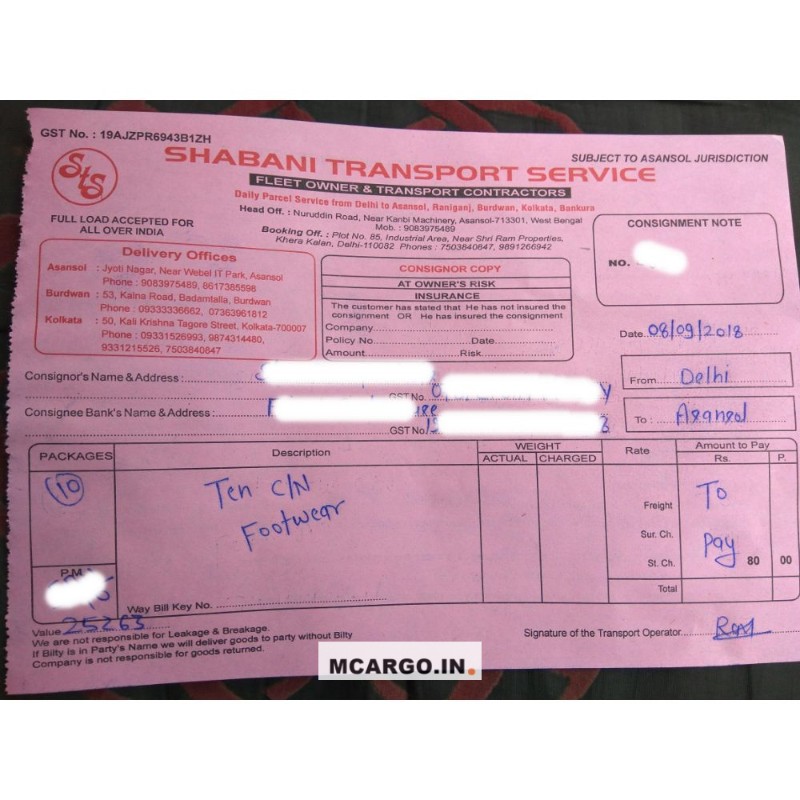 GST No. : 19AJZPR6943B1ZH
SUBJECT TO ASANSOL JURISDICTION
SLS
SHABANI TRANSPORT SERVICE
FLEET OWNER & TRANSPORT CONTRACTORS
Daily Parcel Service from Delhi to Asansol, Raniganj, Burdwan, Kolkata, Bankura
Head Off. : Nuruddin Road, Near Kanbi Machinery, Asansol-713301, West Bengal
Mob. : 9083975489
Booking Off. : Plot No. 85, Industrial Area, Near Shri Ram Properties,
Khera Kalan, Delhi-110082 Phones : 7503840647, 9891266942
FULL LOAD ACCEPTED FOR
ALL OVER INDIA
Delivery Offices
Asansol : Jyoti Nagar, Near Webel IT Park, Asansol
Phone : 9083975489, 8617385598
Burdwan : 53, Kalna Road, Badamtalla, Burdwan
Phone : 09333336662, 07363961812
Kolkata : 50, Kali Krishna Tagore Street, Kolkata-700007
Phone : 09331526993, 9874314480
9331215526, 7503840847
CONSIGNOR COPY
AT OWNER'S RISK
INSURANCE
The customer has stated that He has not insured the
consignment OR He has insured the consignment
Company
Policy No. Date
Amount Risk
CONSIGNMENT NOTE
NO.
Date 08/09/2018
From Delhi
To : Asansol
Consignor's Name & Address :
GST No.
Consignee Bank's Name & Address :
GST No.
PACKAGES Description WEIGHT Rate Amount to Pay
ACTUAL CHARGED Rs. P.
10 Ten C/N
Footwear
Freight To
Sur. Ch. Pay
St. Ch. 80 00
Total
P.M
Way Bill Key No.
Value 25263
We are not responsible for Leakage & Breakage.
If Bilty is in Party's Name we will deliver goods to party without Bilty
Company is not responsible for goods returned.
Signature of the Transport Operator
MCARGO.IN.